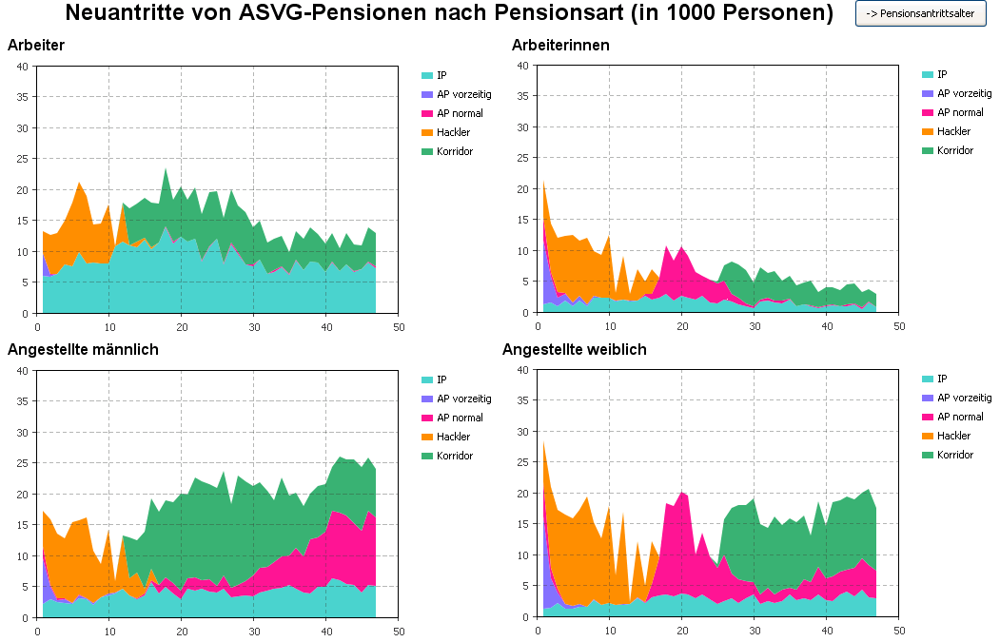 Neuantritte von ASVG-Pensionen nach Pensionsart (in 1000 Personen)
-> Pensionsantrittsalter
Arbeiter
40
35
30
25
20
15
10
5
0
0 10 20 30 40 50
IP
AP vorzeitig
AP normal
Hackler
Korridor
Arbeiterinnen
40
35
30
25
20
15
10
5
0
0 10 20 30 40 50
IP
AP vorzeitig
AP normal
Hackler
Korridor
Angestellte männlich
40
35
30
25
20
15
10
5
0
0 10 20 30 40 50
IP
AP vorzeitig
AP normal
Hackler
Korridor
Angestellte weiblich
40
35
30
25
20
15
10
5
0
0 10 20 30 40 50
IP
AP vorzeitig
AP normal
Hackler
Korridor